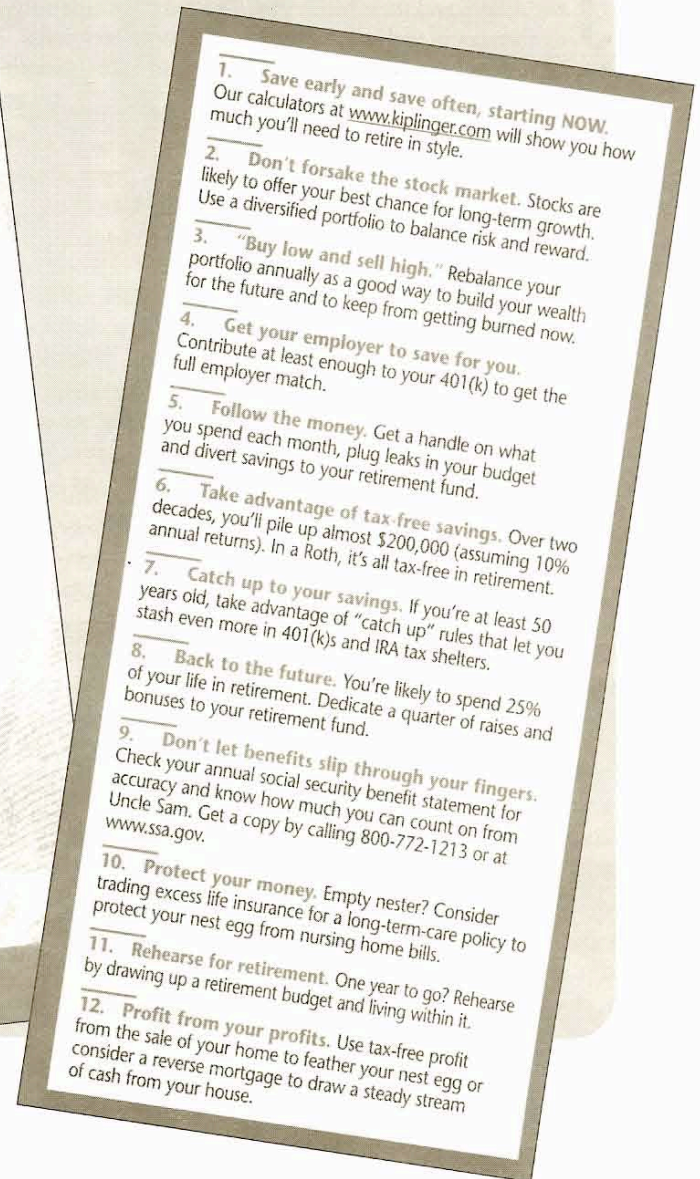 1. Save early and save often, starting NOW.
Our calculators at www.kiplinger.com will show you how
much you'll need to retire in style.
2. Don't forsake the stock market. Stocks are
likely to offer your best chance for long-term growth.
Use a diversified portfolio to balance risk and reward.
3. "Buy low and sell high." Rebalance your
portfolio annually as a good way to build your wealth
for the future and to keep from getting burned now.
4. Get your employer to save for you.
Contribute at least enough to your 401(k) to get the
full employer match.
5. Follow the money. Get a handle on what
you spend each month, plug leaks in your budget
and divert savings to your retirement fund.
6. Take advantage of tax-free savings. Over two
decades, you'll pile up almost $200,000 (assuming 10%
annual returns). In a Roth, it's all tax-free in retirement.
7. Catch up to your savings. If you're at least 50
years old, take advantage of "catch up" rules that let you
stash even more in 401(k)s and IRA tax shelters.
8. Back to the future. You're likely to spend 25%
of your life in retirement. Dedicate a quarter of raises and
bonuses to your retirement fund.
9. Don't let benefits slip through your fingers.
Check your annual social security benefit statement for
accuracy and know how much you can count on from
Uncle Sam. Get a copy by calling 800-772-1213 or at
www.ssa.gov.
10. Protect your money. Empty nester? Consider
trading excess life insurance for a long-term-care policy to
protect your nest egg from nursing home bills.
11. Rehearse for retirement. One year to go? Rehearse
by drawing up a retirement budget and living within it.
12. Profit from your profits. Use tax-free profit
from the sale of your home to feather your nest egg or
consider a reverse mortgage to draw a steady stream
of cash from your house.